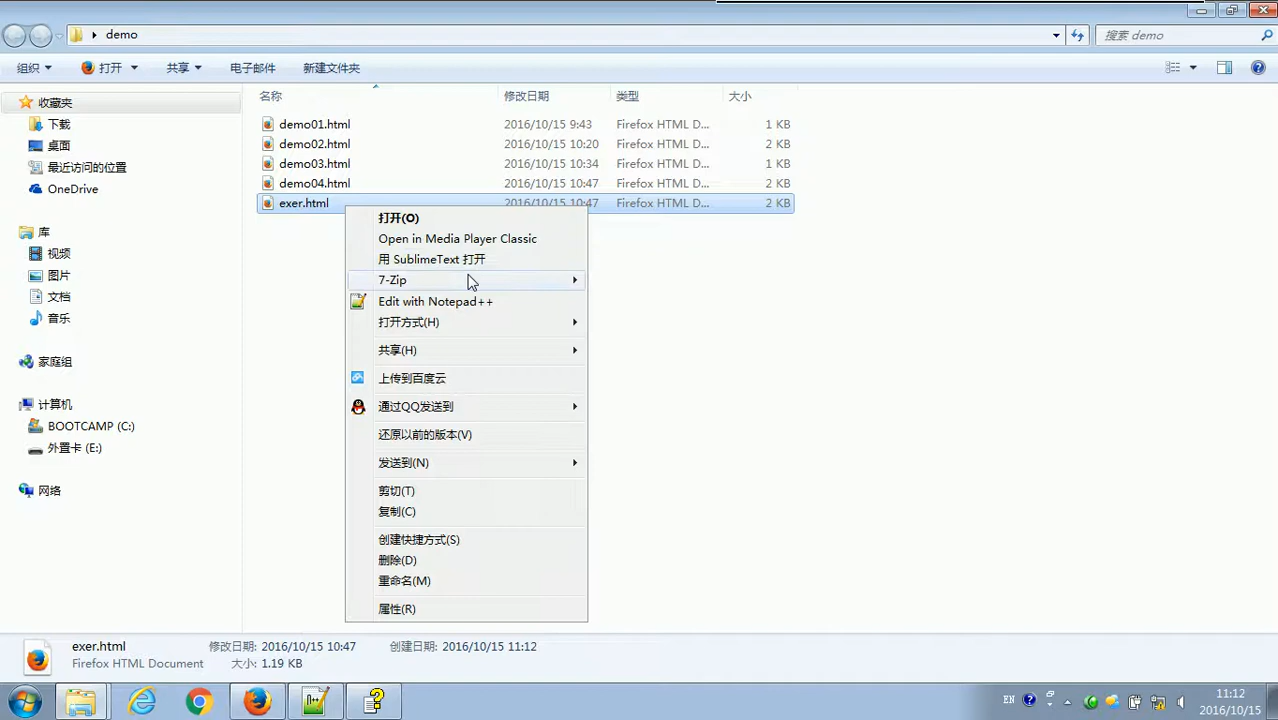 demo
搜索 demo
组织 打开 共享 电子邮件 新建文件夹
收藏夹
下载
桌面
最近访问的位置
OneDrive
库
视频
图片
文档
音乐
家庭组
计算机
BOOTCAMP (C:)
外置卡 (E:)
网络
名称 修改日期 类型 大小
demo01.html 2016/10/15 9:43 Firefox HTML D... 1 KB
demo02.html 2016/10/15 10:20 Firefox HTML D... 2 KB
demo03.html 2016/10/15 10:34 Firefox HTML D... 1 KB
demo04.html 2016/10/15 10:47 Firefox HTML D... 2 KB
exer.html 2016/10/15 10:47 Firefox HTML D... 2 KB
打开(O)
Open in Media Player Classic
用 SublimeText 打开
7-Zip
Edit with Notepad++
打开方式(H)
共享(H)
上传到百度云
通过QQ发送到
还原以前的版本(V)
发送到(N)
剪切(T)
复制(C)
创建快捷方式(S)
删除(D)
重命名(M)
属性(R)
exer.html 修改日期: 2016/10/15 10:47 创建日期: 2016/10/15 11:12
Firefox HTML Document 大小: 1.19 KB
EN
11:12
2016/10/15